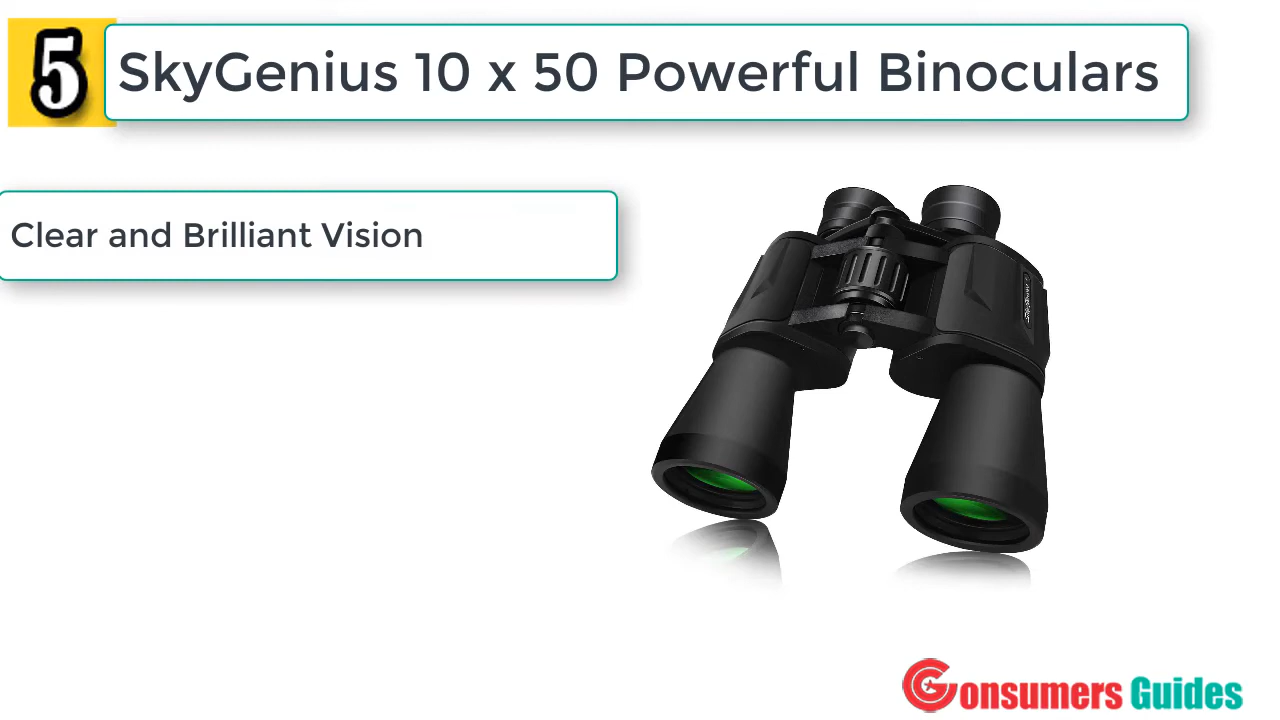 5
SkyGenius 10 x 50 Powerful Binoculars
Clear and Brilliant Vision
Consumers Guides